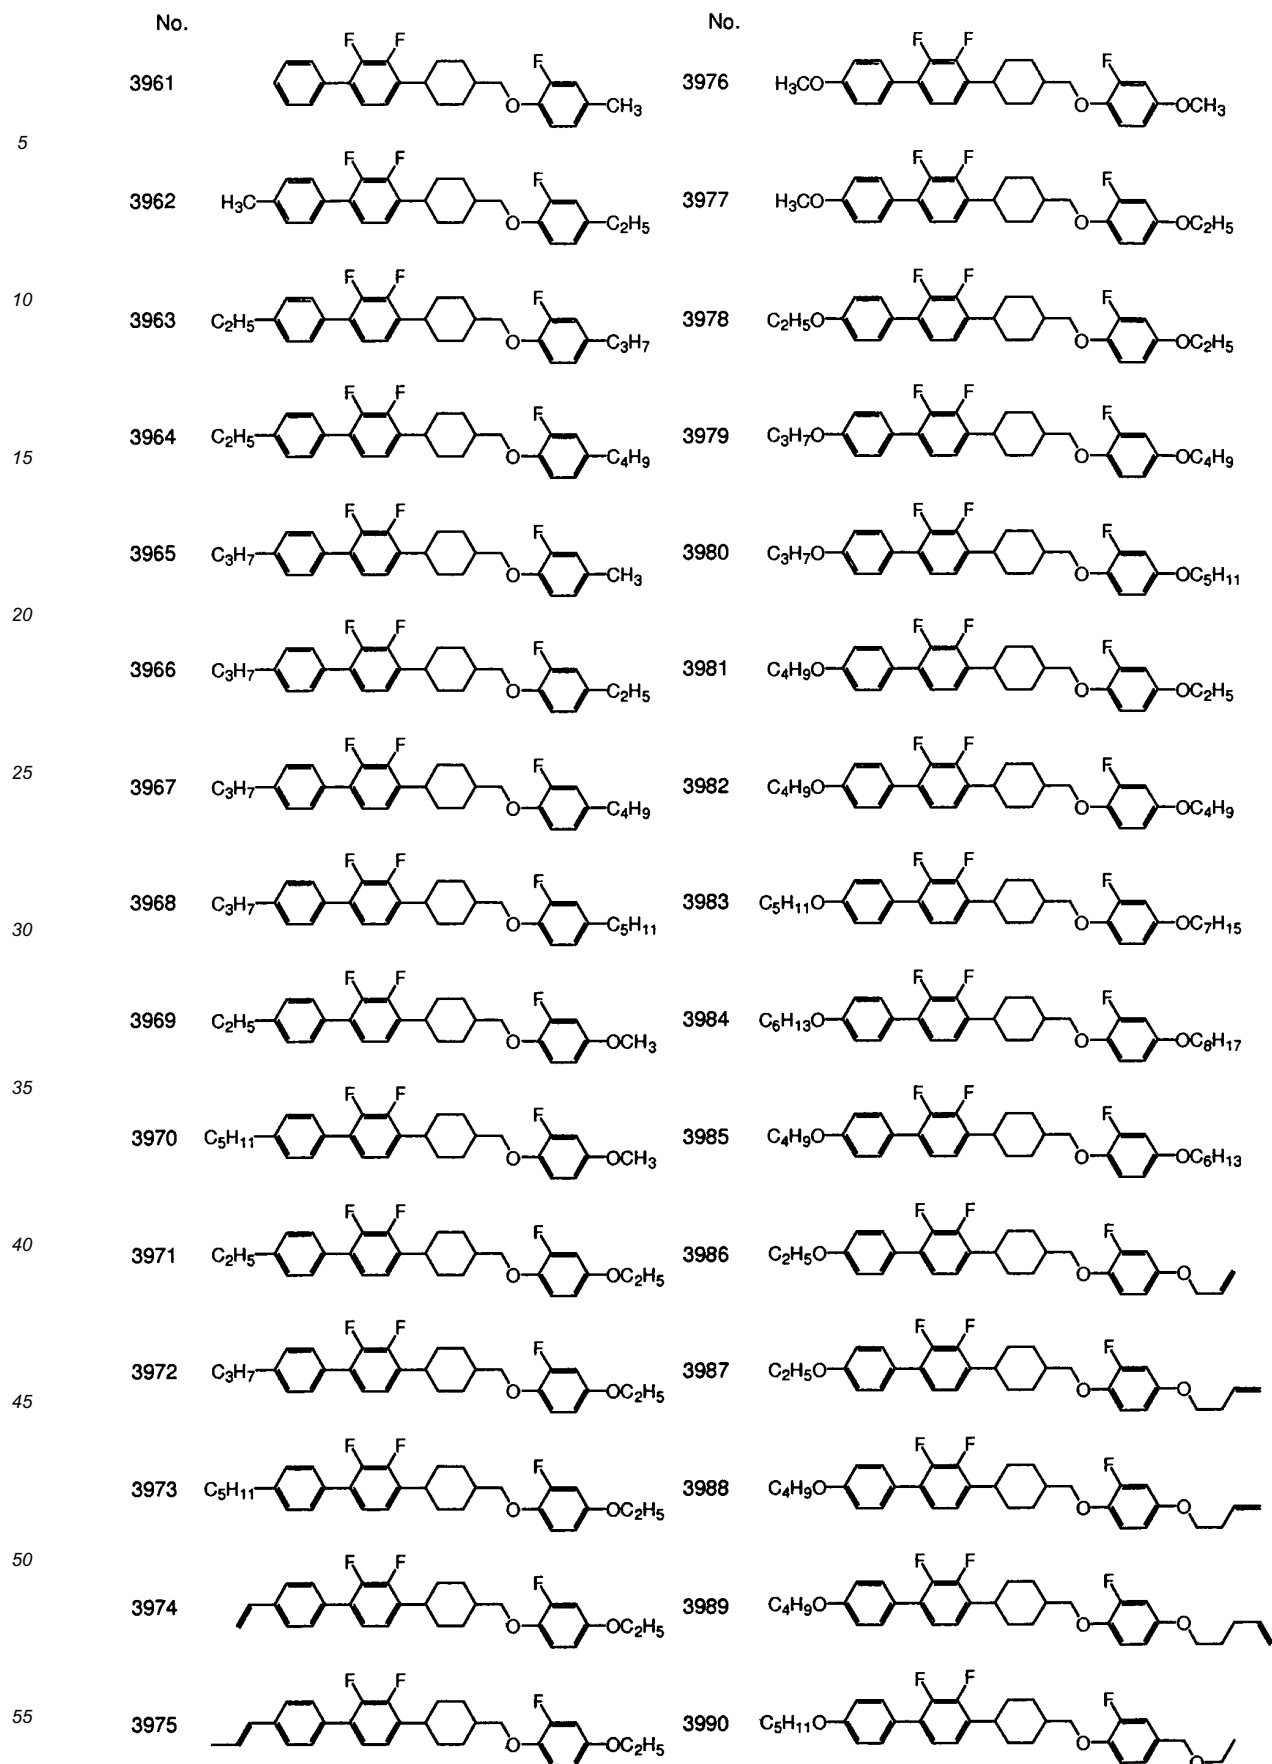 No.
No.
3961 F F F O CH3
3976 H3CO F F F O OCH3
5
3962 H3C F F F O C2H5
3977 H3CO F F F O OC2H5
10
3963 C2H5 F F F O C3H7
3978 C2H5O F F F O OC2H5
3964 C2H5 F F F O C4H9
3979 C3H7O F F F O OC4H9
15
3965 C3H7 F F F O CH3
3980 C3H7O F F F O OC5H11
20
3966 C3H7 F F F O C2H5
3981 C4H9O F F F O OC2H5
25
3967 C3H7 F F F O C4H9
3982 C4H9O F F F O OC4H9
3968 C3H7 F F F O C5H11
3983 C5H11O F F F O OC7H15
30
3969 C2H5 F F F O OCH3
3984 C6H13O F F F O OC8H17
35
3970 C5H11 F F F O OCH3
3985 C4H9O F F F O OC6H13
40
3971 C2H5 F F F O OC2H5
3986 C2H5O F F F O O
3972 C3H7 F F F O OC2H5
3987 C2H5O F F F O O
45
3973 C5H11 F F F O OC2H5
3988 C4H9O F F F O O
50
3974 F F F O OC2H5
3989 C4H9O F F F O O
55
3975 F F F O OC2H5
3990 C5H11O F F F O O